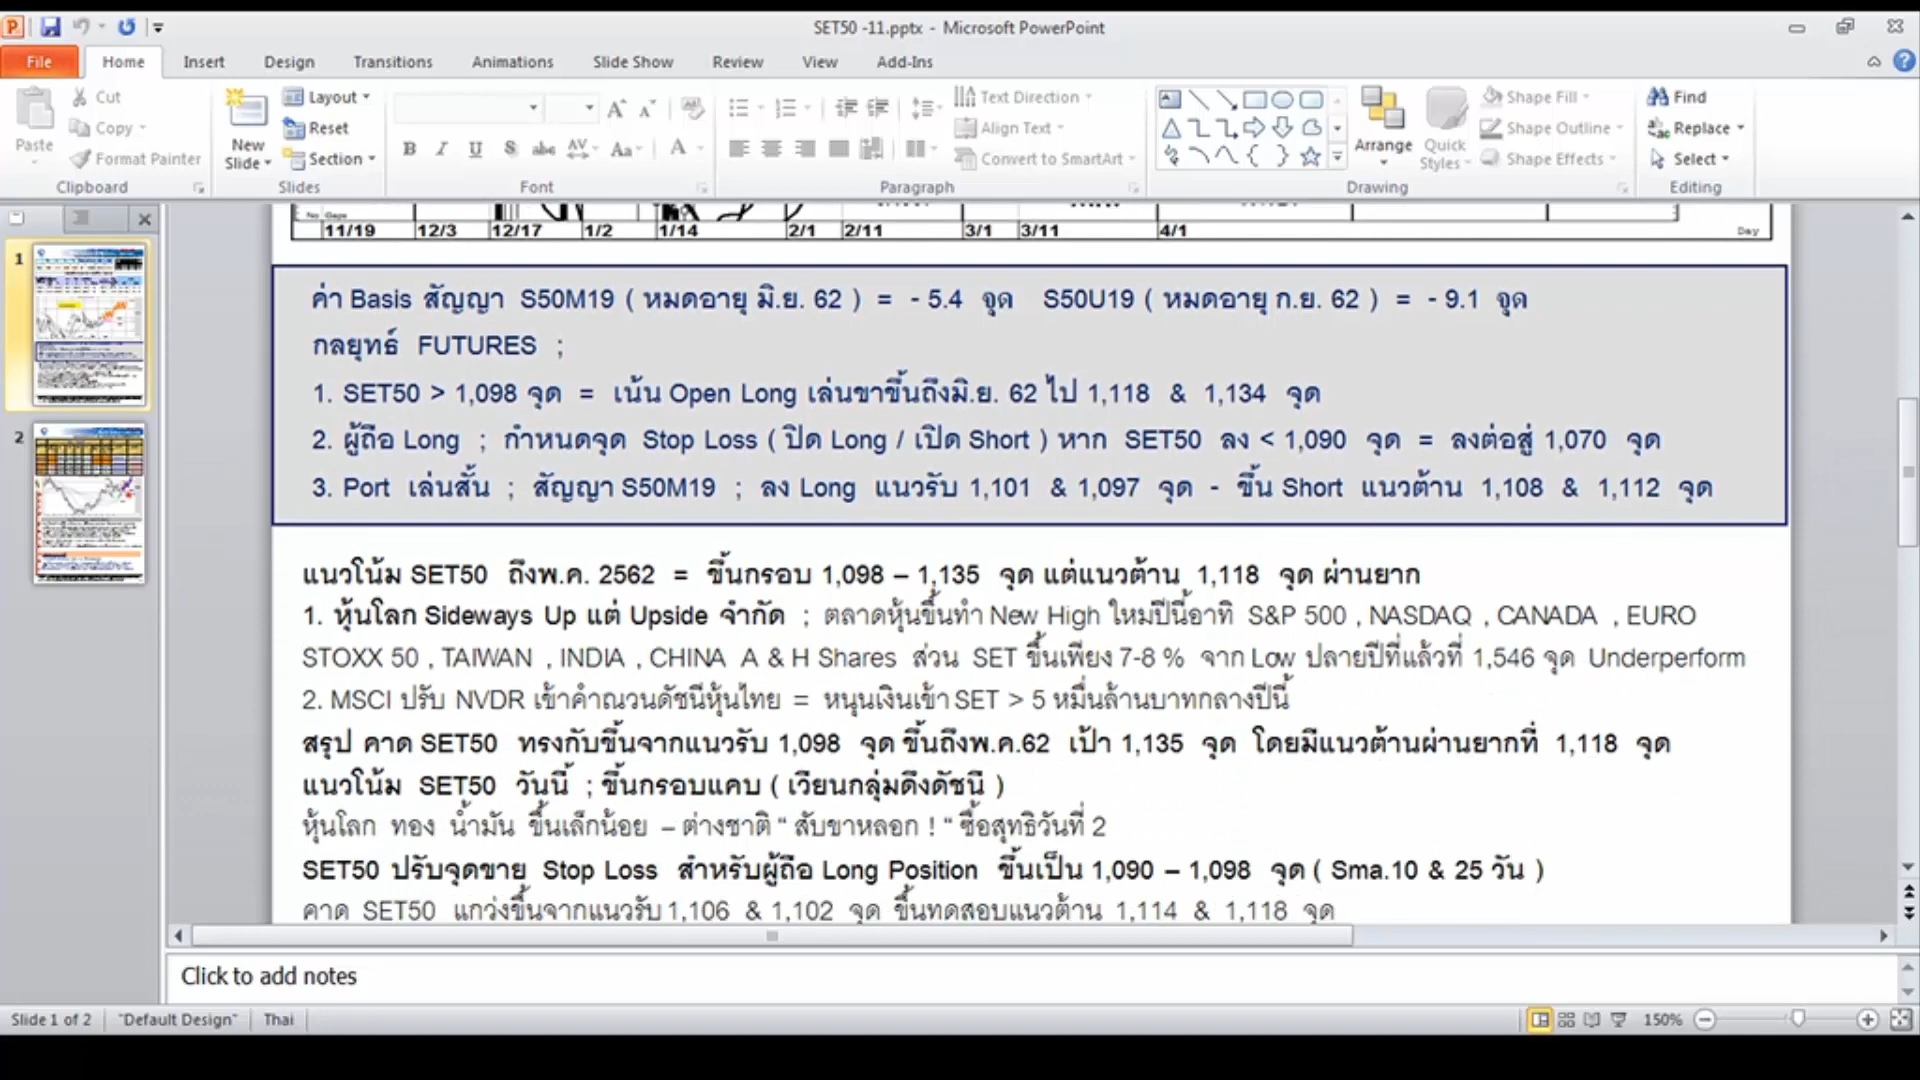 SET50 -11.pptx - Microsoft PowerPoint
File Home Insert Design Transitions Animations Slide Show Review View Add-Ins
Paste
Cut
Copy
Format Painter
Clipboard
New Slide
Layout
Reset
Section
Slides
Font
Text Direction
Align Text
Convert to SmartArt
Paragraph
Arrange
Quick Styles
Shape Fill
Shape Outline
Shape Effects
Drawing
Find
Replace
Select
Editing
1
2
No Gaps
11/19 12/3 12/17 1/2 1/14 2/1 2/11 3/1 3/11 4/1 Day
ค่า Basis สัญญา S50M19 ( หมดอายุ มิ.ย. 62 ) = - 5.4 จุด S50U19 ( หมดอายุ ก.ย. 62 ) = - 9.1 จุด
กลยุทธ์ FUTURES ;
1. SET50 > 1,098 จุด = เน้น Open Long เล่นขาขึ้นถึงมิ.ย. 62 ไป 1,118 & 1,134 จุด
2. ผู้ถือ Long ; กำหนดจุด Stop Loss ( ปิด Long / เปิด Short ) หาก SET50 ลง < 1,090 จุด = ลงต่อสู่ 1,070 จุด
3. Port เล่นสั้น ; สัญญา S50M19 ; ลง Long แนวรับ 1,101 & 1,097 จุด - ขึ้น Short แนวต้าน 1,108 & 1,112 จุด
แนวโน้ม SET50 ถึงพ.ค. 2562 = ขึ้นกรอบ 1,098 – 1,135 จุด แต่แนวต้าน 1,118 จุด ผ่านยาก
1. หุ้นโลก Sideways Up แต่ Upside จำกัด ; ตลาดหุ้นขึ้นทำ New High ใหม่ปีนี้อาทิ S&P 500 , NASDAQ , CANADA , EURO
STOXX 50 , TAIWAN , INDIA , CHINA A & H Shares ส่วน SET ขึ้นเพียง 7-8 % จาก Low ปลายปีที่แล้วที่ 1,546 จุด Underperform
2. MSCI ปรับ NVDR เข้าคำณวนดัชนีหุ้นไทย = หนุนเงินเข้า SET > 5 หมื่นล้านบาทกลางปีนี้
สรุป คาด SET50 ทรงกับขึ้นจากแนวรับ 1,098 จุด ขึ้นถึงพ.ค.62 เป้า 1,135 จุด โดยมีแนวต้านผ่านยากที่ 1,118 จุด
แนวโน้ม SET50 วันนี้ ; ขึ้นกรอบแคบ ( เวียนกลุ่มดึงดัชนี )
หุ้นโลก ทอง น้ำมัน ขึ้นเล็กน้อย – ต่างชาติ “ สับขาหลอก ! “ ซื้อสุทธิวันที่ 2
SET50 ปรับจุดขาย Stop Loss สำหรับผู้ถือ Long Position ขึ้นเป็น 1,090 – 1,098 จุด ( Sma.10 & 25 วัน )
คาด SET50 แกว่งขึ้นจากแนวรับ 1,106 & 1,102 จุด ขึ้นทดสอบแนวต้าน 1,114 & 1,118 จุด
Click to add notes
Slide 1 of 2 "Default Design" Thai 150%